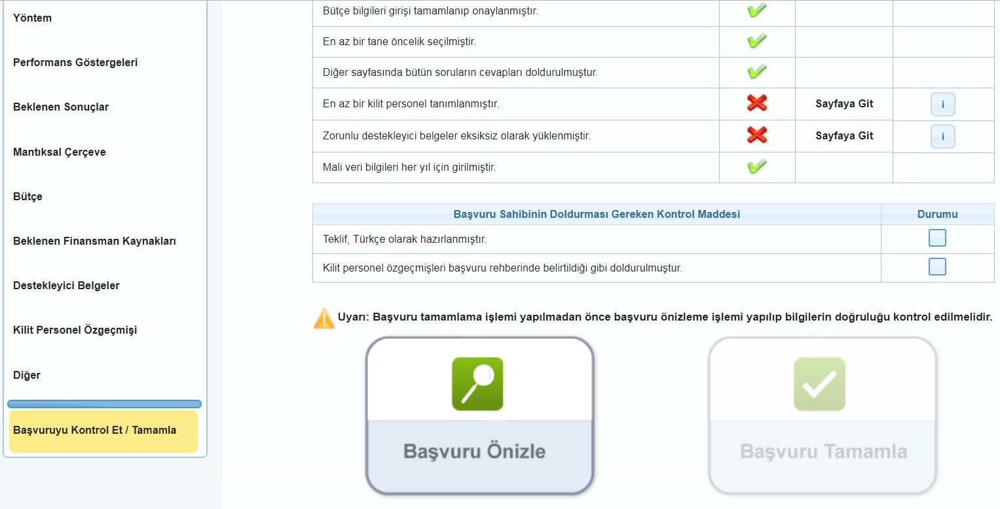 Yöntem
Performans Göstergeleri
Beklenen Sonuçlar
Mantıksal Çerçeve
Bütçe
Beklenen Finansman Kaynakları
Destekleyici Belgeler
Kilit Personel Özgeçmişi
Diğer
Başvuruyu Kontrol Et / Tamamla
Bütçe bilgileri girişi tamamlanıp onaylanmıştır.
En az bir tane öncelik seçilmiştir.
Diğer sayfasında bütün soruların cevapları doldurulmuştur.
En az bir kilit personel tanımlanmıştır. Sayfaya Git i
Zorunlu destekleyici belgeler eksiksiz olarak yüklenmiştir. Sayfaya Git i
Mali veri bilgileri her yıl için girilmiştir.
Başvuru Sahibinin Doldurması Gereken Kontrol Maddesi Durumu
Teklif, Türkçe olarak hazırlanmıştır.
Kilit personel özgeçmişleri başvuru rehberinde belirtildiği gibi doldurulmuştur.
Uyarı: Başvuru tamamlama işlemi yapılmadan önce başvuru önizleme işlemi yapılıp bilgilerin doğruluğu kontrol edilmelidir.
Başvuru Önizle Başvuru Tamamla